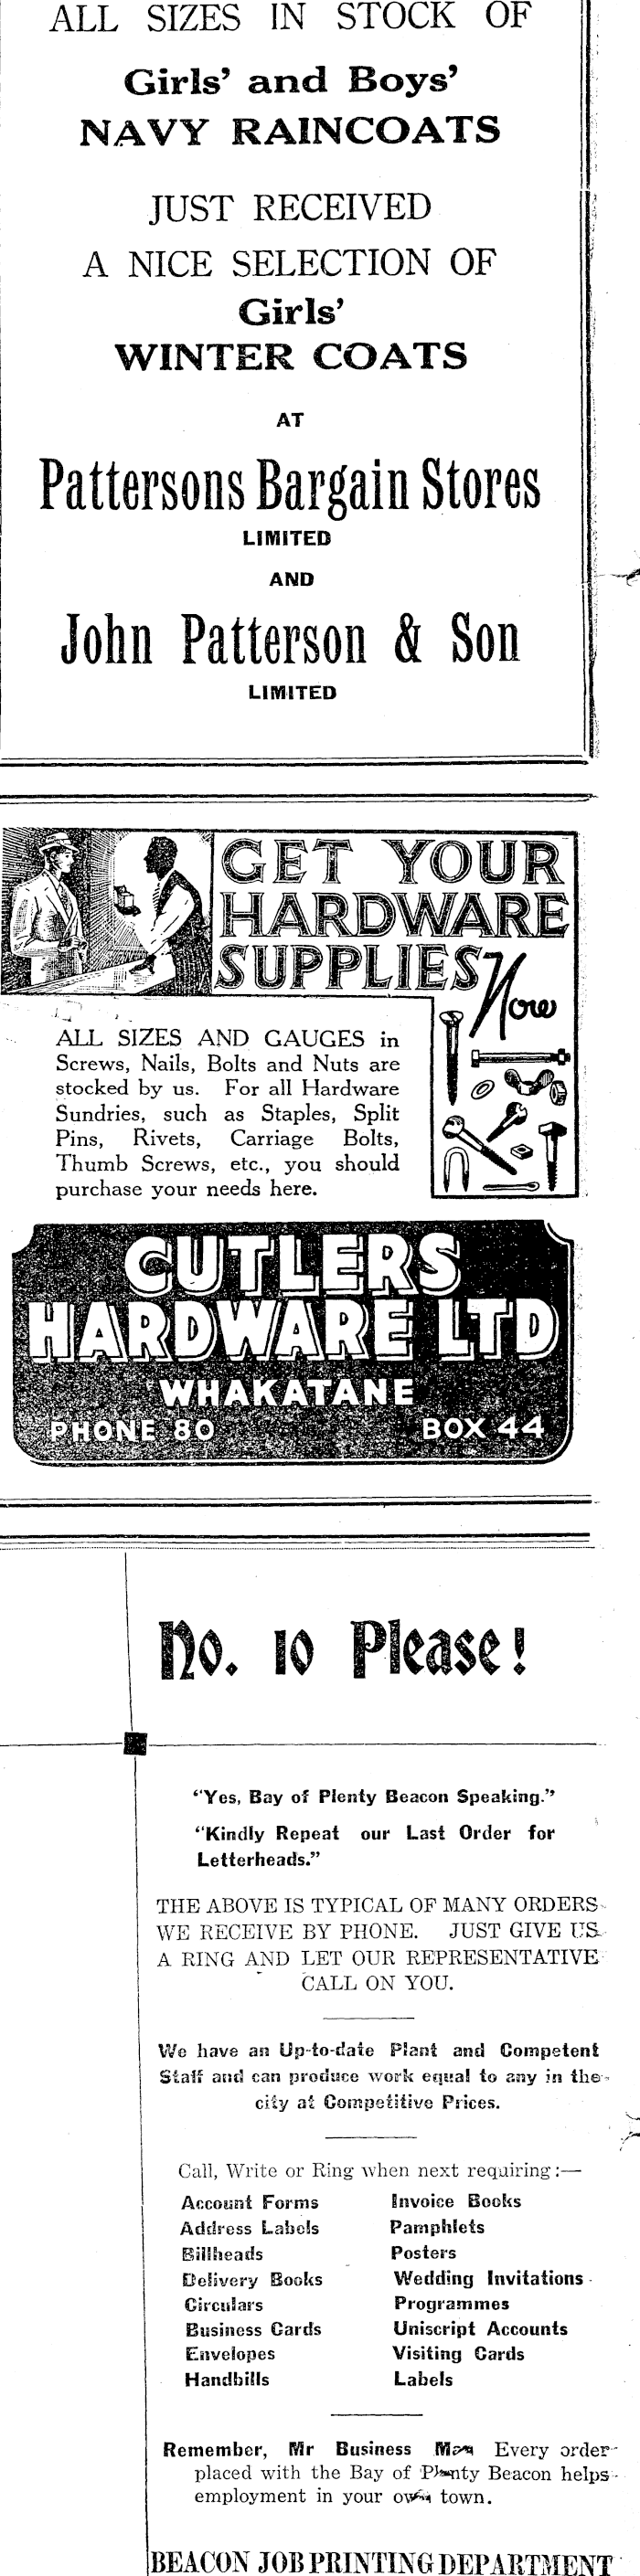 ALL SIZES IN STOCK OF
Girls' and Boys'
NAVY RAINCOATS
JUST RECEIVED
A NICE SELECTION OF
Girls'
WINTER COATS
AT
Pattersons Bargain Stores
LIMITED
AND
John Patterson & Son
LIMITED
GET YOUR
HARDWARE
SUPPLIES
Now
ALL SIZES AND GAUGES in
Screws, Nails, Bolts and Nuts are
stocked by us. For all Hardware
Sundries, such as Staples, Split
Pins, Rivets, Carriage Bolts,
Thumb Screws, etc., you should
purchase your needs here.
CUTLERS
HARDWARE LTD
WHAKATANE
PHONE 80 BOX 44
No. 10 Please!
"Yes, Bay of Plenty Beacon Speaking."
"Kindly Repeat our Last Order for
Letterheads."
THE ABOVE IS TYPICAL OF MANY ORDERS
WE RECEIVE BY PHONE. JUST GIVE US
A RING AND LET OUR REPRESENTATIVE
CALL ON YOU.
We have an Up-to-date Plant and Competent
Staff and can produce work equal to any in the
city at Competitive Prices.
Call, Write or Ring when next requiring:—
Account Forms Invoice Books
Address Labels Pamphlets
Billheads Posters
Delivery Books Wedding Invitations
Circulars Programmes
Business Cards Uniscript Accounts
Envelopes Visiting Cards
Handbills Labels
Remember, Mr Business Man Every order
placed with the Bay of Plenty Beacon helps
employment in your own town.
BEACON JOB PRINTING DEPARTMENT